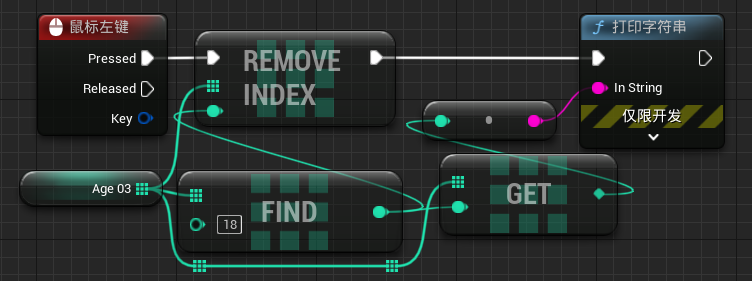 鼠标左键
Pressed
Released
Key
REMOVE
INDEX
打印字符串
In String
仅限开发
Age 03
FIND
18
GET